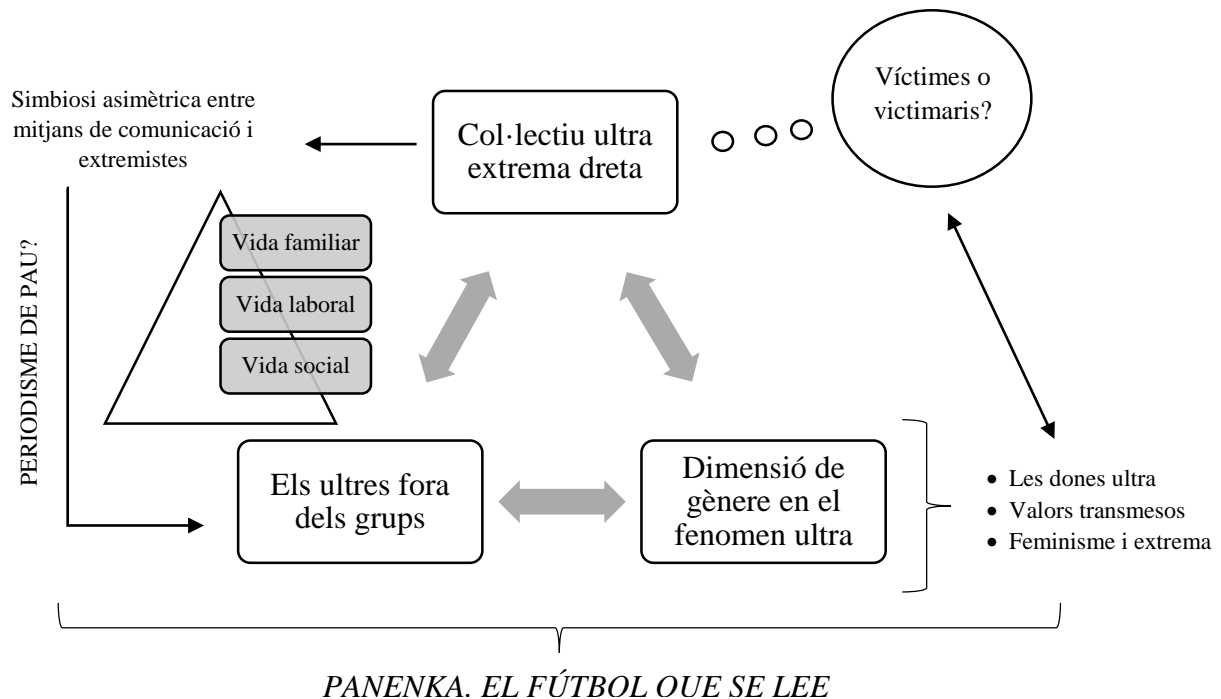 Víctimes o
victimaris?
Simbiosi asimètrica entre
mitjans de comunicació i
extremistes
Col·lectiu ultra
extrema dreta
PERIODISME DE PAU?
Vida familiar
Vida laboral
Vida social
Els ultres fora
dels grups
Dimensió de
gènere en el
fenomen ultra
• Les dones ultra
• Valors transmesos
• Feminisme i extrema
PANENKA. EL FÚTBOL QUE SE LEE